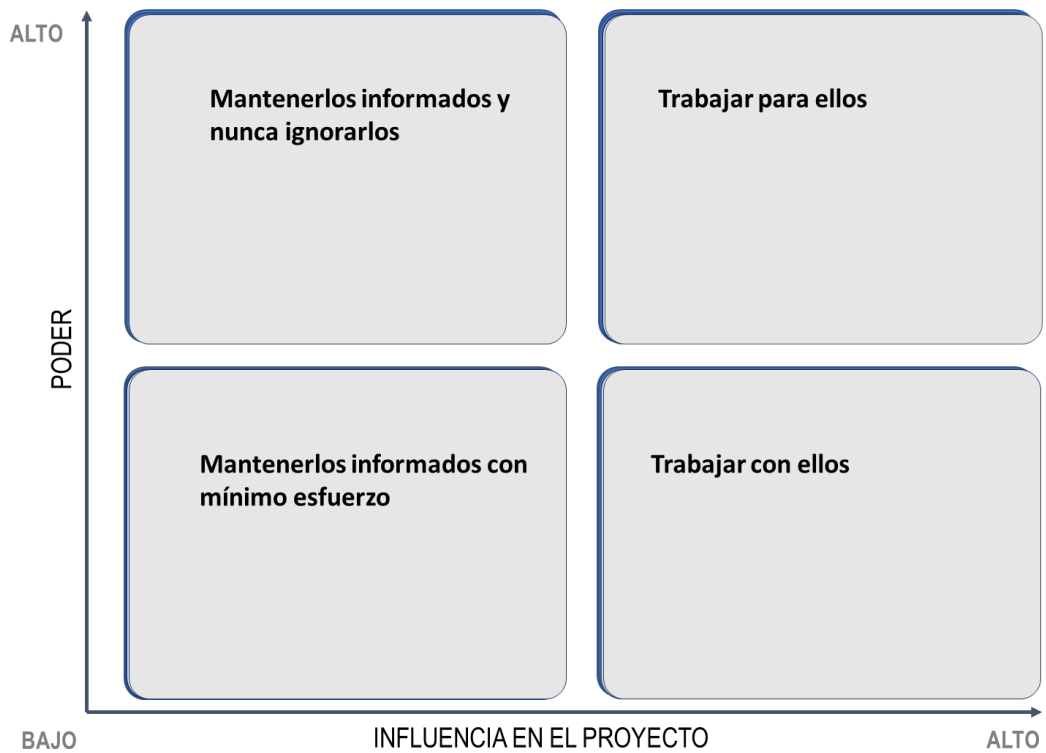 ALTO
Mantenerlos informados y
nunca ignorarlos
Trabajar para ellos
PODER
Mantenerlos informados con
mínimo esfuerzo
Trabajar con ellos
BAJO
INFLUENCIA EN EL PROYECTO
ALTO